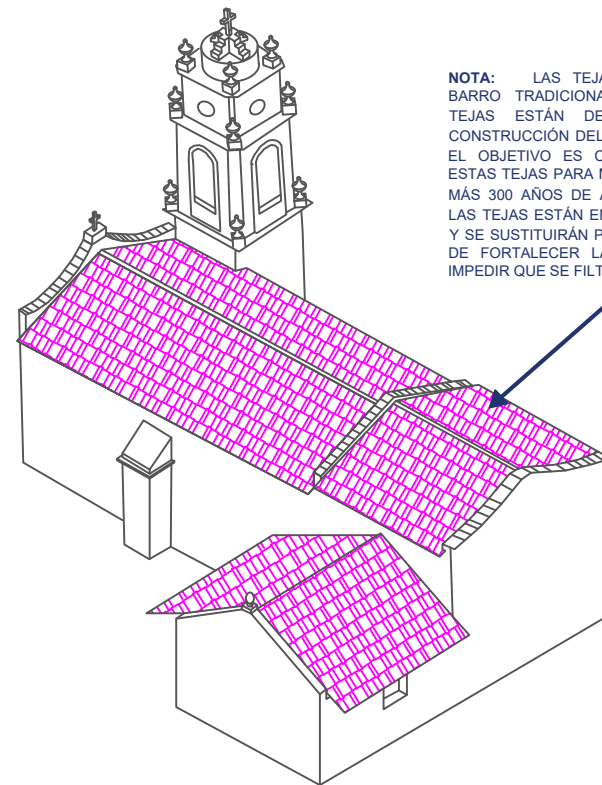 NOTA: LAS TEJA
BARRO TRADICIONA
TEJAS ESTÁN DE
CONSTRUCCIÓN DEL
EL OBJETIVO ES C
ESTAS TEJAS PARA M
MÁS 300 AÑOS DE A
LAS TEJAS ESTÁN EN
Y SE SUSTITUIRÁN P
DE FORTALECER LA
IMPEDIR QUE SE FILT